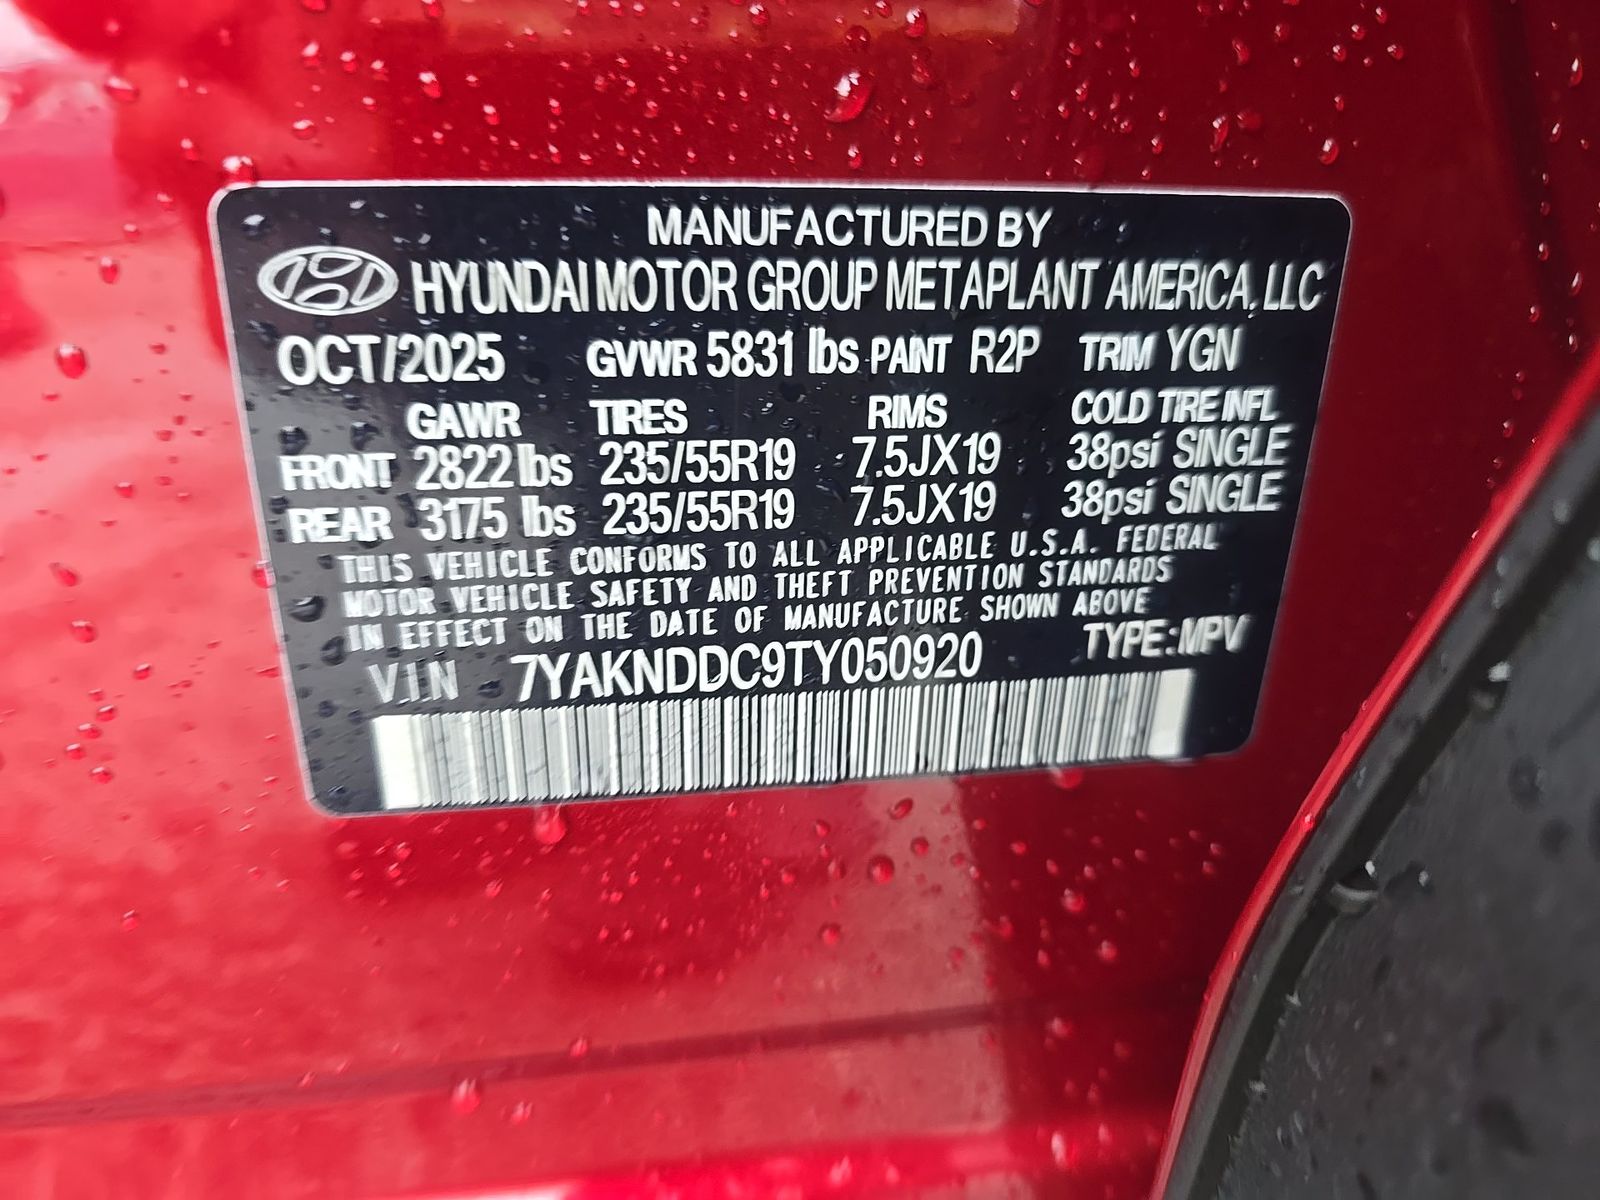 MANUFACTURED BY
HYUNDAI MOTOR GROUP METAPLANT AMERICA, LLC
OCT/2025 GVWR 5831 lbs PAINT R2P TRIM YGN
GAWR TIRES RIMS COLD TIRE INFL
FRONT 2822 lbs 235/55R19 7.5JX19 38psi SINGLE
REAR 3175 lbs 235/55R19 7.5JX19 38psi SINGLE
THIS VEHICLE CONFORMS TO ALL APPLICABLE U.S.A. FEDERAL
MOTOR VEHICLE SAFETY AND THEFT PREVENTION STANDARDS
IN EFFECT ON THE DATE OF MANUFACTURE SHOWN ABOVE
VIN 7YAKNDDC9TY050920 TYPE:MPV